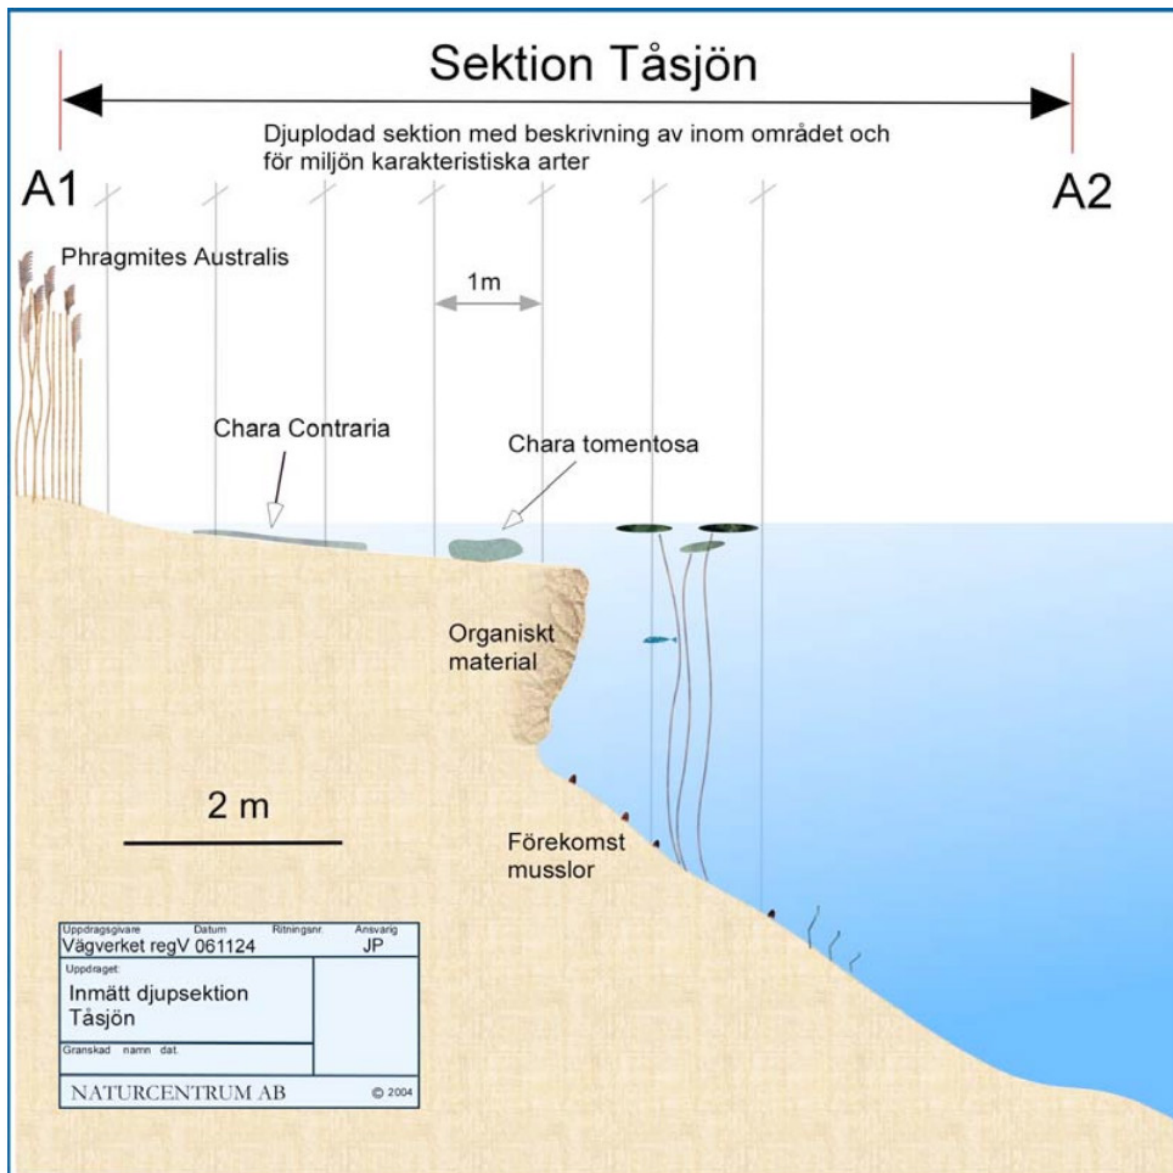 Sektion Tåsjön
Djuplodad sektion med beskrivning av inom området och
för miljön karakteristiska arter
A1
A2
Phragmites Australis
1m
Chara Contraria
Chara tomentosa
Organiskt
material
2 m
Förekomst
musslor
Uppdragsgivare Datum Ritningsnr. Ansvarig
Vägverket regV 061124 JP
Uppdraget:
Inmätt djupsektion
Tåsjön
Granskad namn dat.
NATURCENTRUM AB © 2004